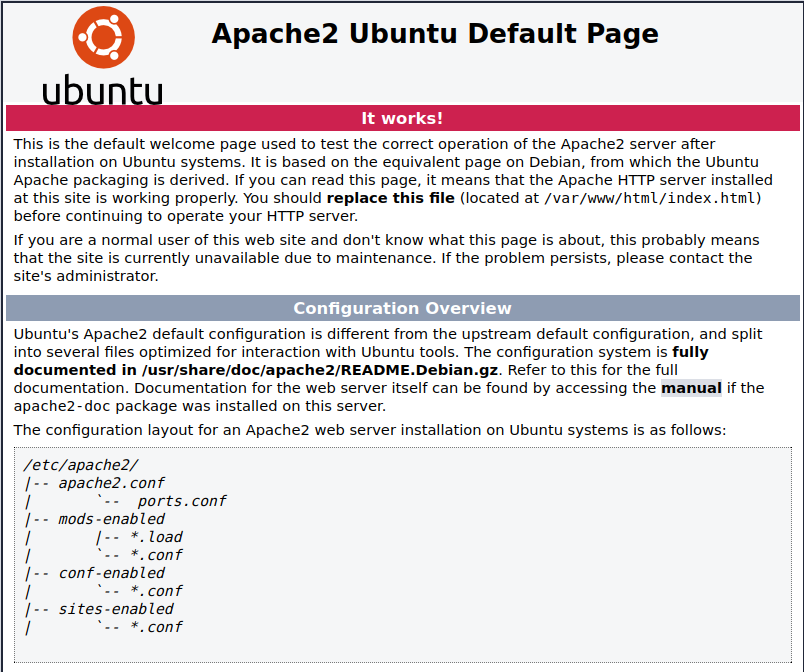 ubuntu
Apache2 Ubuntu Default Page
It works!
This is the default welcome page used to test the correct operation of the Apache2 server after
installation on Ubuntu systems. It is based on the equivalent page on Debian, from which the Ubuntu
Apache packaging is derived. If you can read this page, it means that the Apache HTTP server installed
at this site is working properly. You should replace this file (located at /var/www/html/index.html)
before continuing to operate your HTTP server.
If you are a normal user of this web site and don't know what this page is about, this probably means
that the site is currently unavailable due to maintenance. If the problem persists, please contact the
site's administrator.
Configuration Overview
Ubuntu's Apache2 default configuration is different from the upstream default configuration, and split
into several files optimized for interaction with Ubuntu tools. The configuration system is fully
documented in /usr/share/doc/apache2/README.Debian.gz. Refer to this for the full
documentation. Documentation for the web server itself can be found by accessing the manual if the
apache2-doc package was installed on this server.
The configuration layout for an Apache2 web server installation on Ubuntu systems is as follows:
/etc/apache2/
|-- apache2.conf
|       `--  ports.conf
|-- mods-enabled
|       |-- *.load
|       `-- *.conf
|-- conf-enabled
|       `-- *.conf
|-- sites-enabled
|       `-- *.conf